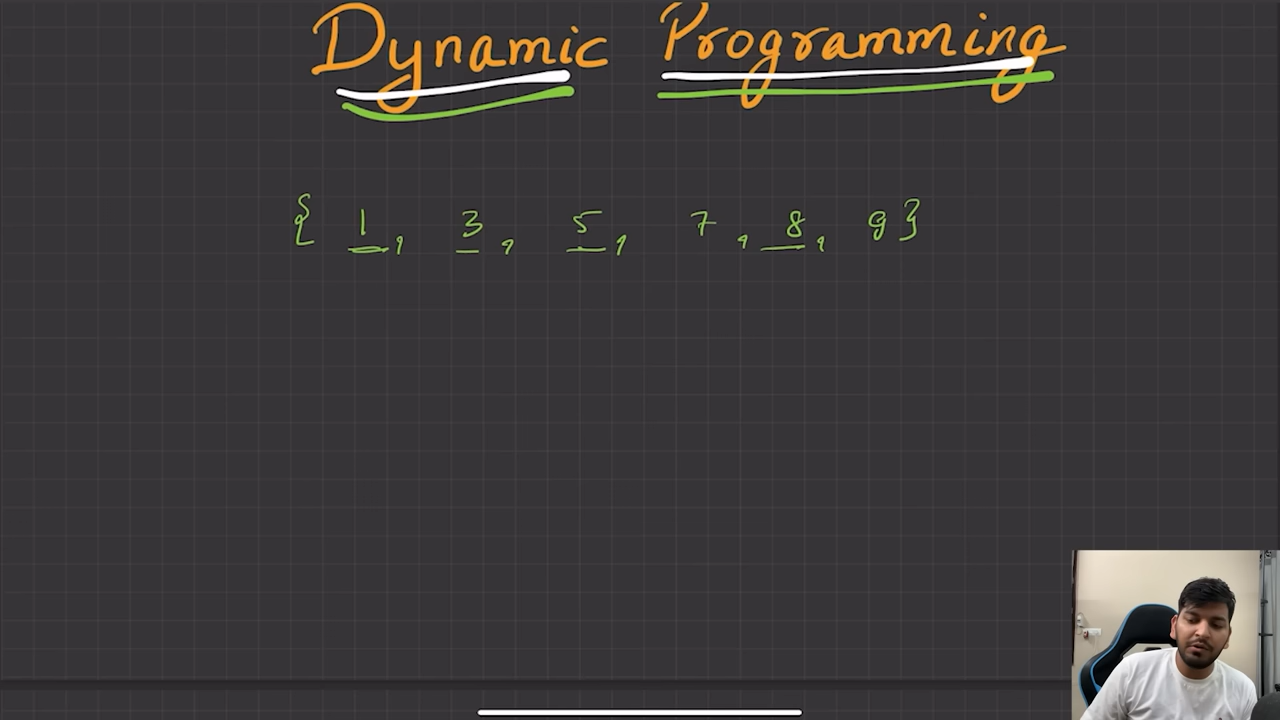 Dynamic Programming
{ 1, 3, 5, 7, 8, 9}